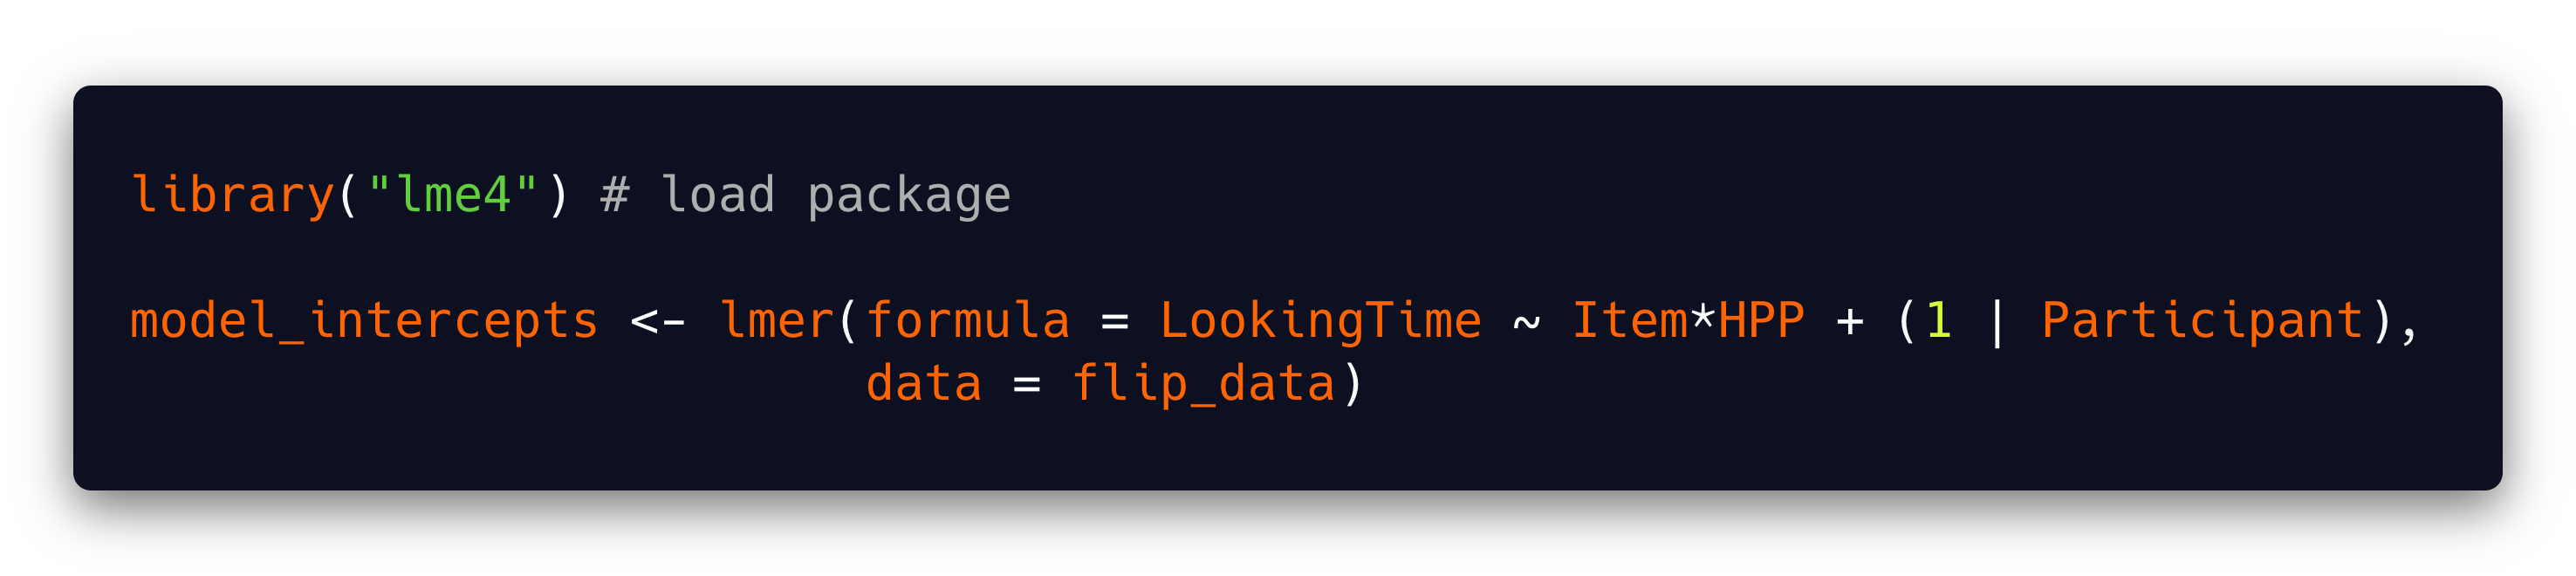 library("lme4") # load package
model_intercepts <- lmer(formula = LookingTime ~ Item*HPP + (1 | Participant),
data = flip_data)